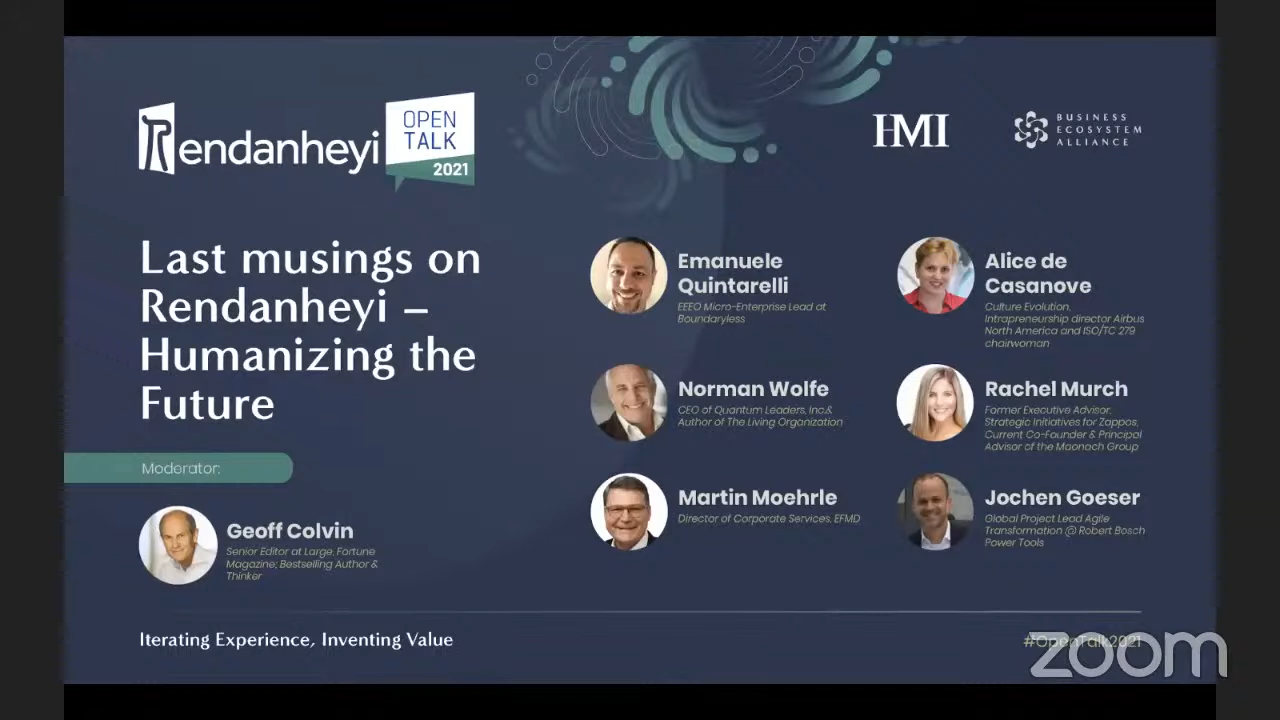 Rendanheyi
OPEN
TALK
2021
HMI
BUSINESS
ECOSYSTEM
ALLIANCE
Last musings on
Rendanheyi –
Humanizing the
Future
Moderator:
Geoff Colvin
Senior Editor at Large, Fortune
Magazine; Bestselling Author &
Thinker
Emanuele
Quintarelli
EEEO Micro-Enterprise Lead at
Boundaryless
Alice de
Casanove
Culture Evolution,
Intrapreneurship director Airbus
North America and ISO/TC 279
chairwoman
Norman Wolfe
CEO of Quantum Leaders, Inc.&
Author of The Living Organization
Rachel Murch
Former Executive Advisor,
Strategic Initiatives for Zappos,
Current Co-Founder & Principal
Advisor of the Maonach Group
Martin Moehrle
Director of Corporate Services, EFMD
Jochen Goeser
Global Project Lead Agile
Transformation @ Robert Bosch
Power Tools
Iterating Experience, Inventing Value
#OpenTalk2021
zoom